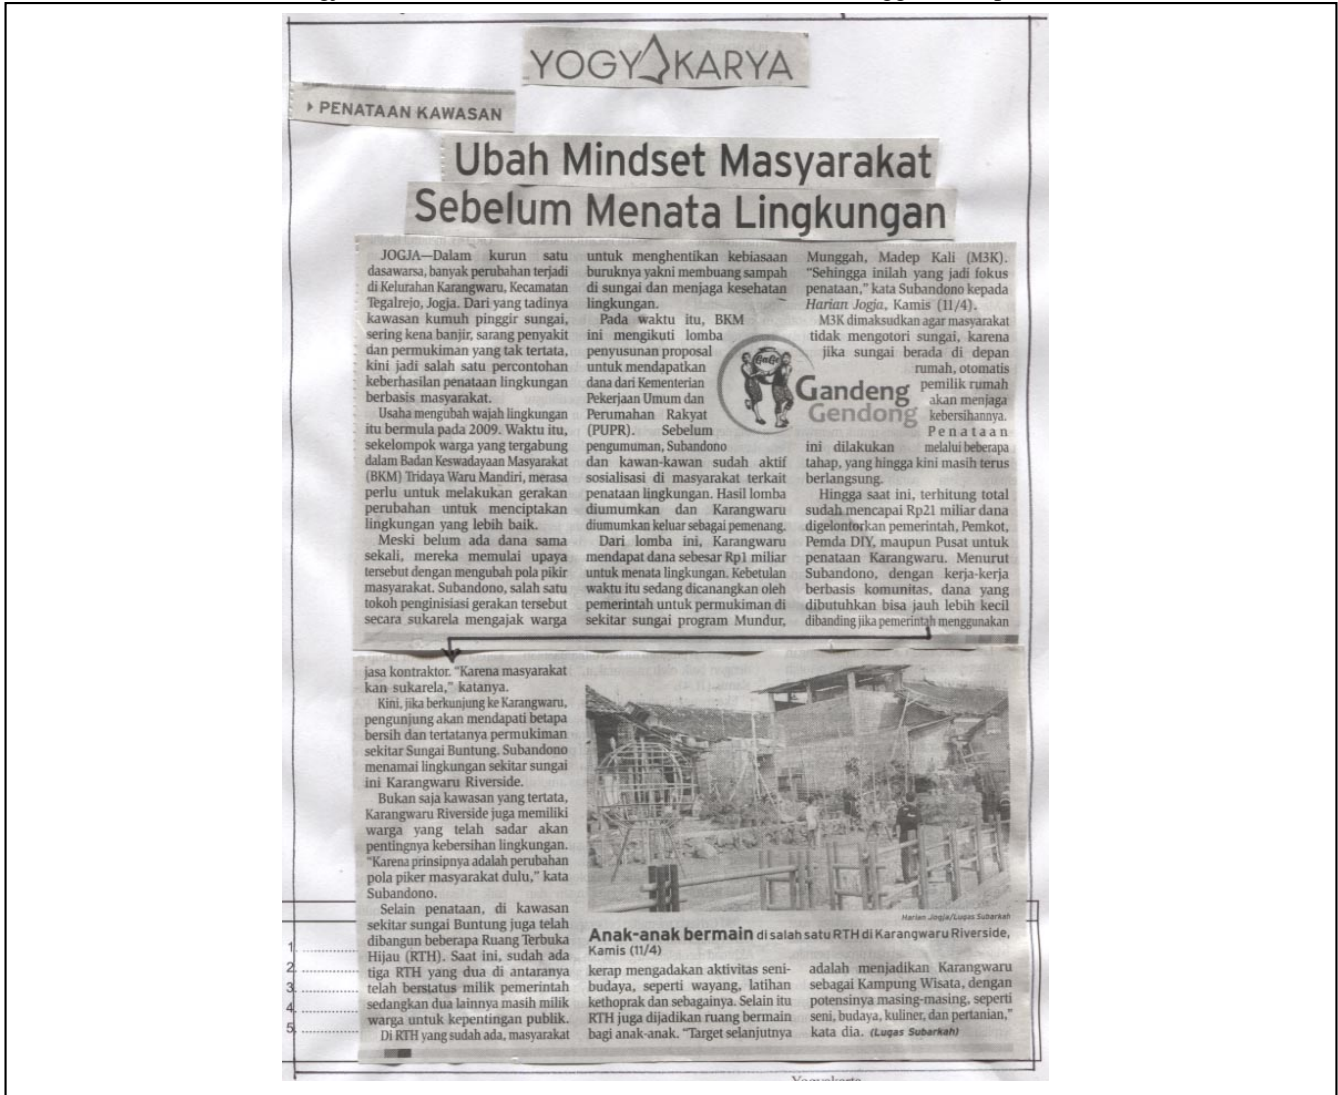 YOGYAKARYA
PENATAAN KAWASAN
Ubah Mindset Masyarakat
Sebelum Menata Lingkungan
JOGJA—Dalam kurun satu
dasawarsa, banyak perubahan terjadi
di Kelurahan Karangwaru, Kecamatan
Tegalrejo, Jogja. Dari yang tadinya
kawasan kumuh pinggir sungai,
sering kena banjir, sarang penyakit
dan permukiman yang tak tertata,
kini jadi salah satu percontohan
keberhasilan penataan lingkungan
berbasis masyarakat.
Usaha mengubah wajah lingkungan
itu bermula pada 2009. Waktu itu,
sekelompok warga yang tergabung
dalam Badan Keswadayaan Masyarakat
(BKM) Tridaya Waru Mandiri, merasa
perlu untuk melakukan gerakan
perubahan untuk menciptakan
lingkungan yang lebih baik.
Meski belum ada dana sama
sekali, mereka memulai upaya
tersebut dengan mengubah pola pikir
masyarakat. Subandono, salah satu
tokoh penginisiasi gerakan tersebut
secara sukarela mengajak warga
untuk menghentikan kebiasaan
buruknya yakni membuang sampah
di sungai dan menjaga kesehatan
lingkungan.
Pada waktu itu, BKM
ini mengikuti lomba
penyusunan proposal
untuk mendapatkan
dana dari Kementerian
Pekerjaan Umum dan
Perumahan Rakyat
(PUPR). Sebelum
pengumuman, Subandono
dan kawan-kawan sudah aktif
sosialisasi di masyarakat terkait
penataan lingkungan. Hasil lomba
diumumkan dan Karangwaru
diumumkan keluar sebagai pemenang.
Dari lomba ini, Karangwaru
mendapat dana sebesar Rp1 miliar
untuk menata lingkungan. Kebetulan
waktu itu sedang dicanangkan oleh
pemerintah untuk permukiman di
sekitar sungai program Mundur,
GaGe
Gandeng
Gendong
Munggah, Madep Kali (M3K).
"Sehingga inilah yang jadi fokus
penataan," kata Subandono kepada
Harian Jogja, Kamis (11/4).
M3K dimaksudkan agar masyarakat
tidak mengotori sungai, karena
jika sungai berada di depan
rumah, otomatis
pemilik rumah
akan menjaga
kebersihannya.
Penataan
ini dilakukan melalui beberapa
tahap, yang hingga kini masih terus
berlangsung.
Hingga saat ini, terhitung total
sudah mencapai Rp21 miliar dana
digelontorkan pemerintah, Pemkot,
Pemda DIY, maupun Pusat untuk
penataan Karangwaru. Menurut
Subandono, dengan kerja-kerja
berbasis komunitas, dana yang
dibutuhkan bisa jauh lebih kecil
dibanding jika pemerintah menggunakan
jasa kontraktor. "Karena masyarakat
kan sukarela," katanya.
Kini, jika berkunjung ke Karangwaru,
pengunjung akan mendapati betapa
bersih dan tertatanya permukiman
sekitar Sungai Buntung. Subandono
menamai lingkungan sekitar sungai
ini Karangwaru Riverside.
Bukan saja kawasan yang tertata,
Karangwaru Riverside juga memiliki
warga yang telah sadar akan
pentingnya kebersihan lingkungan.
"Karena prinsipnya adalah perubahan
pola piker masyarakat dulu," kata
Subandono.
Selain penataan, di kawasan
sekitar sungai Buntung juga telah
dibangun beberapa Ruang Terbuka
Hijau (RTH). Saat ini, sudah ada
tiga RTH yang dua di antaranya
telah berstatus milik pemerintah
sedangkan dua lainnya masih milik
warga untuk kepentingan publik.
Di RTH yang sudah ada, masyarakat
Harian Jogja/Lugas Subarkah
Anak-anak bermain di salah satu RTH di Karangwaru Riverside,
Kamis (11/4)
kerap mengadakan aktivitas seni-
budaya, seperti wayang, latihan
kethoprak dan sebagainya. Selain itu
RTH juga dijadikan ruang bermain
bagi anak-anak. "Target selanjutnya
adalah menjadikan Karangwaru
sebagai Kampung Wisata, dengan
potensinya masing-masing, seperti
seni, budaya, kuliner, dan pertanian,"
kata dia. (Lugas Subarkah)
1. ..............
2. ..............
3. ..............
4. ..............
5. ..............